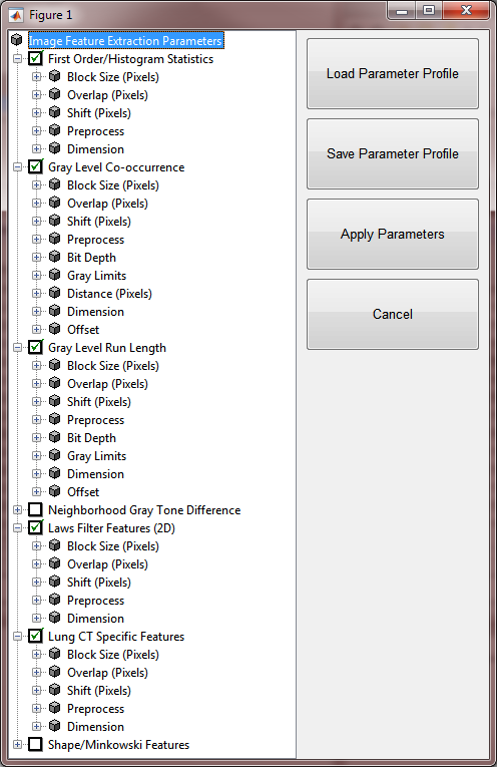 Figure 1
Image Feature Extraction Parameters
First Order/Histogram Statistics
Block Size (Pixels)
Overlap (Pixels)
Shift (Pixels)
Preprocess
Dimension
Gray Level Co-occurrence
Block Size (Pixels)
Overlap (Pixels)
Shift (Pixels)
Preprocess
Bit Depth
Gray Limits
Distance (Pixels)
Dimension
Offset
Gray Level Run Length
Block Size (Pixels)
Overlap (Pixels)
Shift (Pixels)
Preprocess
Bit Depth
Gray Limits
Dimension
Offset
Neighborhood Gray Tone Difference
Laws Filter Features (2D)
Block Size (Pixels)
Overlap (Pixels)
Shift (Pixels)
Preprocess
Dimension
Lung CT Specific Features
Block Size (Pixels)
Overlap (Pixels)
Shift (Pixels)
Preprocess
Dimension
Shape/Minkowski Features
Load Parameter Profile
Save Parameter Profile
Apply Parameters
Cancel